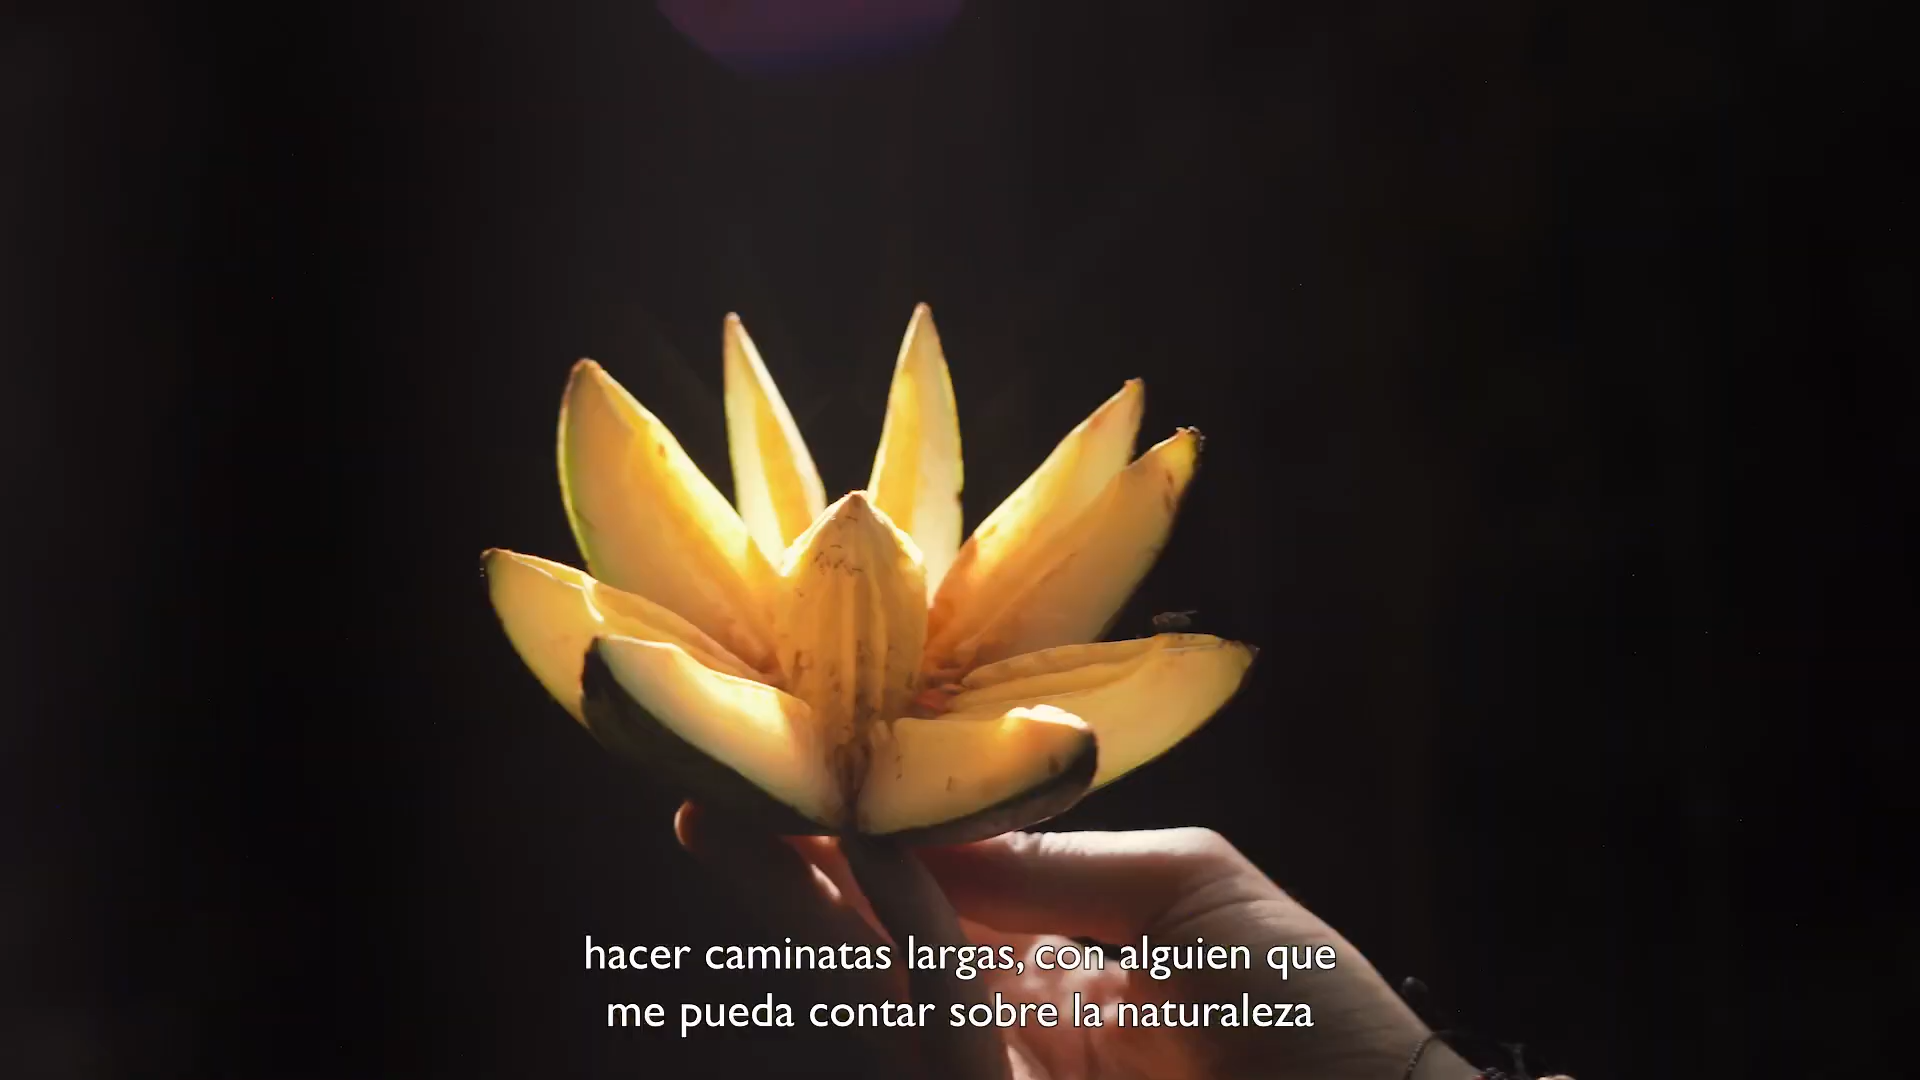 hacer caminatas largas, con alguien que
me pueda contar sobre la naturaleza